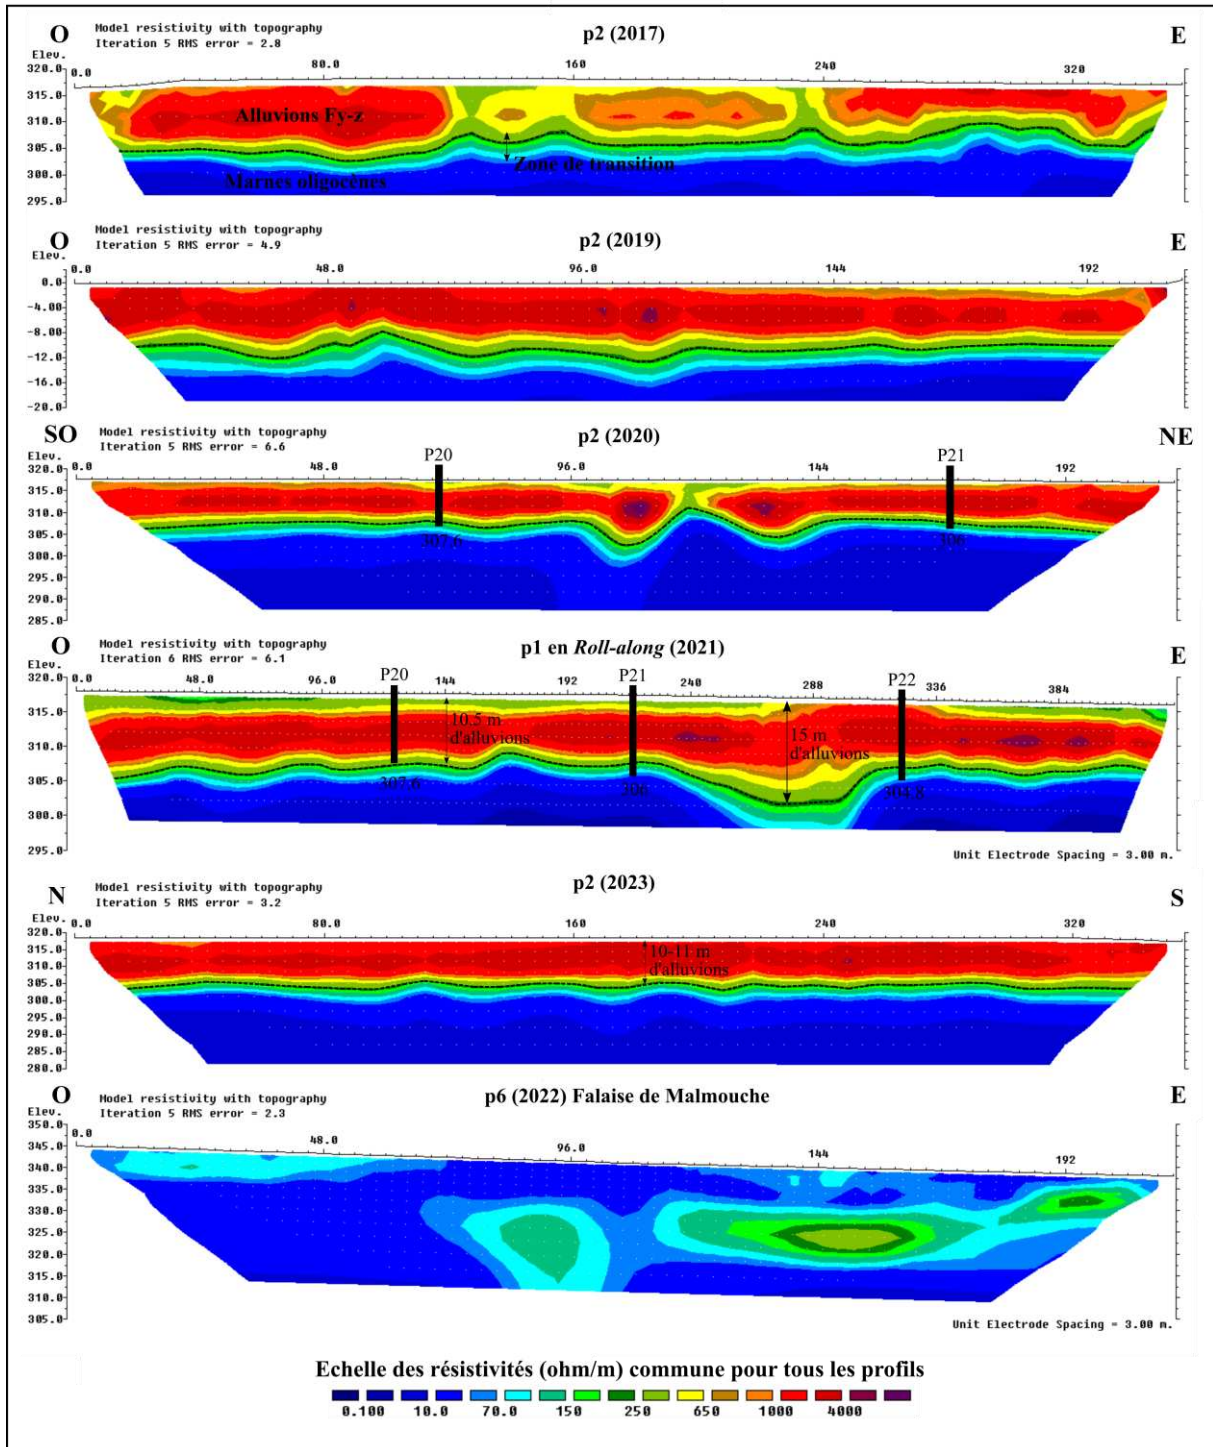 O
Model resistivity with topography
Iteration 5 RMS error = 2.8
p2 (2017)
E
Elev.
0.0 80.0 160 240 320
320.0
315.0
310.0
305.0
300.0
295.0
Alluvions Fy-z
Zone de transition
Marnes oligocènes
O
Model resistivity with topography
Iteration 5 RMS error = 4.9
p2 (2019)
E
Elev.
0.0 48.0 96.0 144 192
0.0
-4.00
-8.00
-12.0
-16.0
-20.0
SO
Model resistivity with topography
Iteration 5 RMS error = 6.6
p2 (2020)
NE
Elev.
P20 P21
0.0 48.0 96.0 144 192
320.0
315.0
310.0
305.0
300.0
295.0
290.0
285.0
307.6 306
O
Model resistivity with topography
Iteration 6 RMS error = 6.1
p1 en Roll-along (2021)
E
Elev.
P20 P21 P22
0.0 48.0 96.0 144 192 240 288 336 384
320.0
315.0
310.0
305.0
300.0
295.0
10.5 m
d'alluvions
15 m
d'alluvions
307.6 306 304.8
Unit Electrode Spacing = 3.00 m.
N
Model resistivity with topography
Iteration 5 RMS error = 3.2
p2 (2023)
S
Elev.
0.0 80.0 160 240 320
320.0
315.0
310.0
305.0
300.0
295.0
290.0
285.0
280.0
10-11 m
d'alluvions
O
Model resistivity with topography
Iteration 5 RMS error = 2.3
p6 (2022) Falaise de Malmouche
E
Elev.
0.0 48.0 96.0 144 192
350.0
345.0
340.0
335.0
330.0
325.0
320.0
315.0
310.0
305.0
Unit Electrode Spacing = 3.00 m.
Echelle des résistivités (ohm/m) commune pour tous les profils
0.100 10.0 70.0 150 250 650 1000 4000